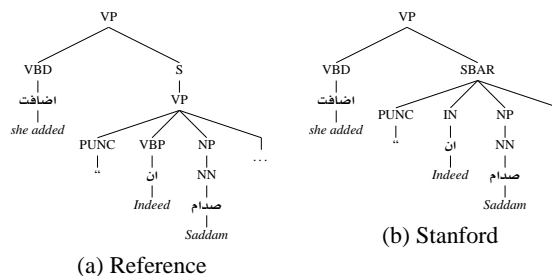 VP
VBD S
اضافت VP
she added
PUNC VBP NP ...
“ ان NN
Indeed صدام
Saddam
(a) Reference
VP
VBD SBAR
اضافت
she added
PUNC IN NP
“ ان NN
Indeed صدام
Saddam
(b) Stanford